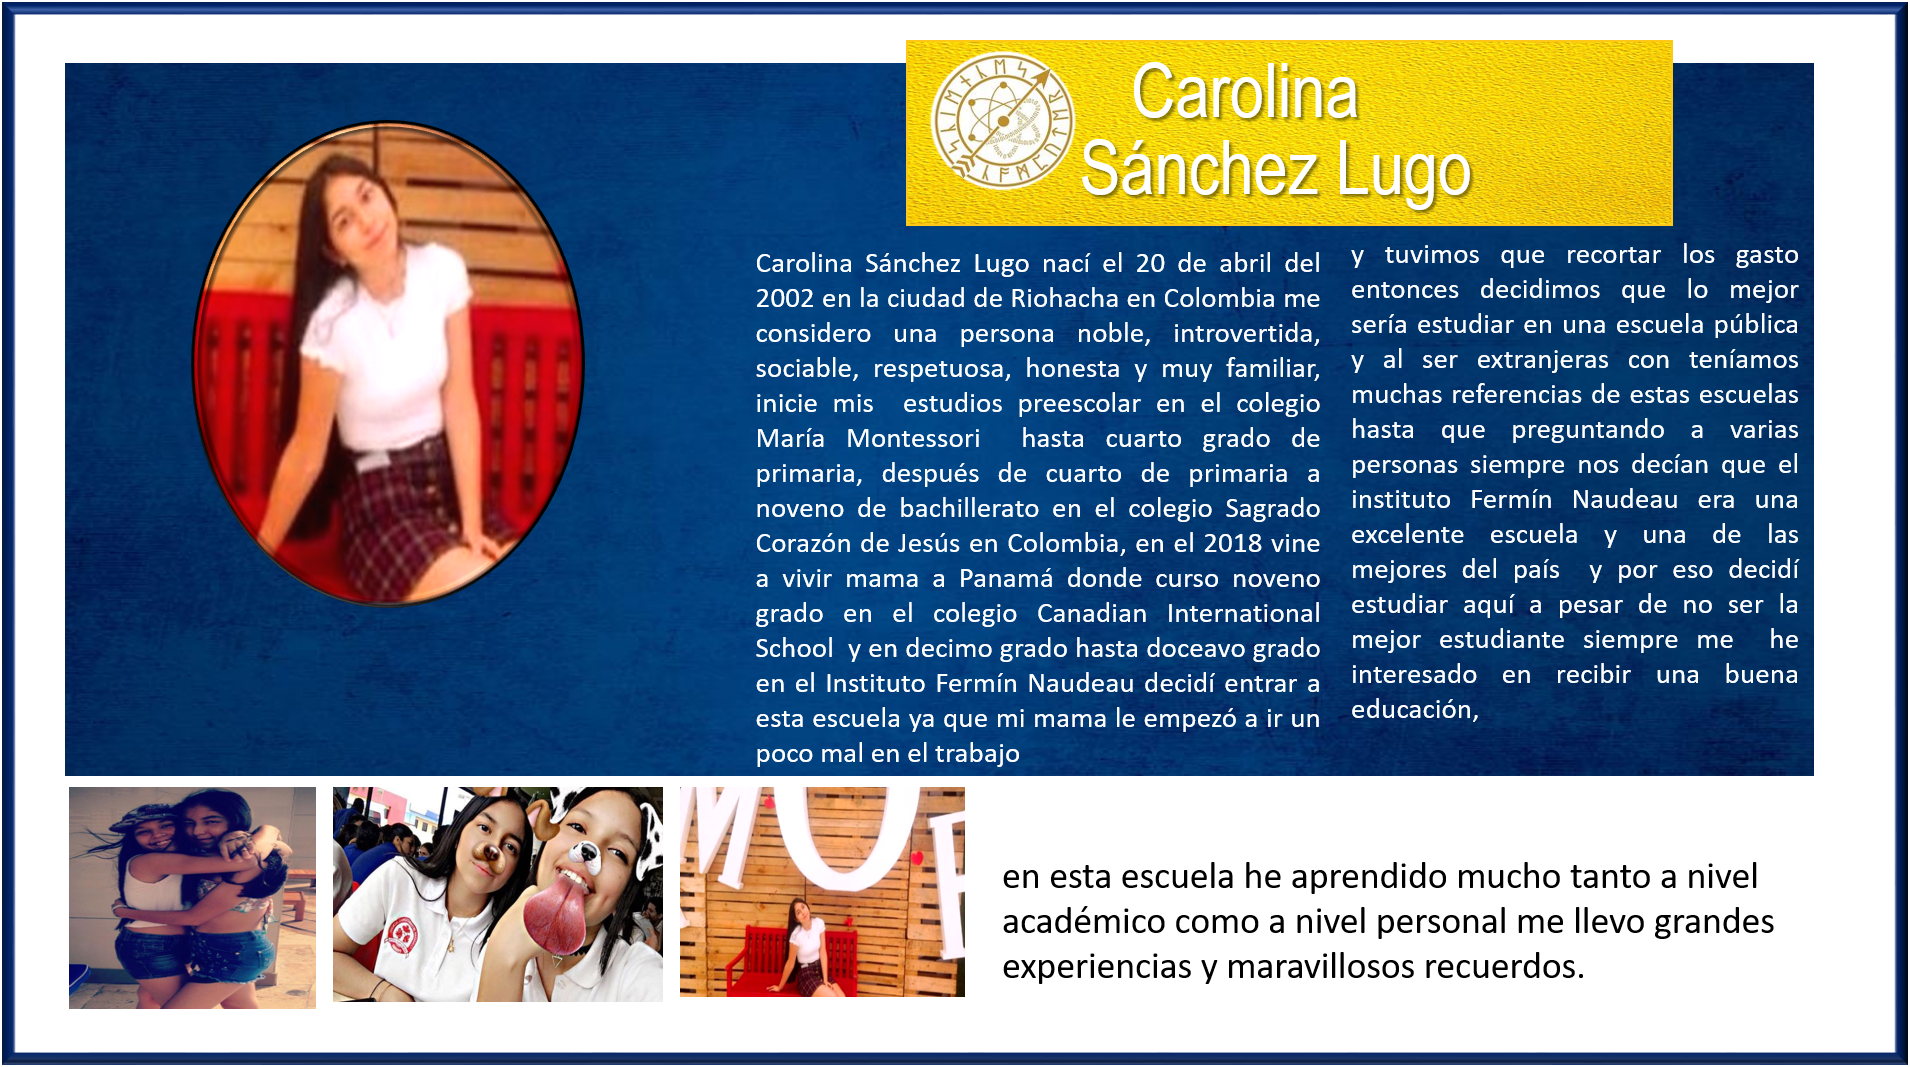 Carolina
Sánchez Lugo
Carolina Sánchez Lugo nací el 20 de abril del
2002 en la ciudad de Riohacha en Colombia me
considero una persona noble, introvertida,
sociable, respetuosa, honesta y muy familiar,
inicie mis estudios preescolar en el colegio
María Montessori hasta cuarto grado de
primaria, después de cuarto de primaria a
noveno de bachillerato en el colegio Sagrado
Corazón de Jesús en Colombia, en el 2018 vine
a vivir mama a Panamá donde curso noveno
grado en el colegio Canadian International
School y en decimo grado hasta doceavo grado
en el Instituto Fermín Naudeau decidí entrar a
esta escuela ya que mi mama le empezó a ir un
poco mal en el trabajo
y tuvimos que recortar los gasto
entonces decidimos que lo mejor
sería estudiar en una escuela pública
y al ser extranjeras con teníamos
muchas referencias de estas escuelas
hasta que preguntando a varias
personas siempre nos decían que el
instituto Fermín Naudeau era una
excelente escuela y una de las
mejores del país y por eso decidí
estudiar aquí a pesar de no ser la
mejor estudiante siempre me he
interesado en recibir una buena
educación,
en esta escuela he aprendido mucho tanto a nivel
académico como a nivel personal me llevo grandes
experiencias y maravillosos recuerdos.